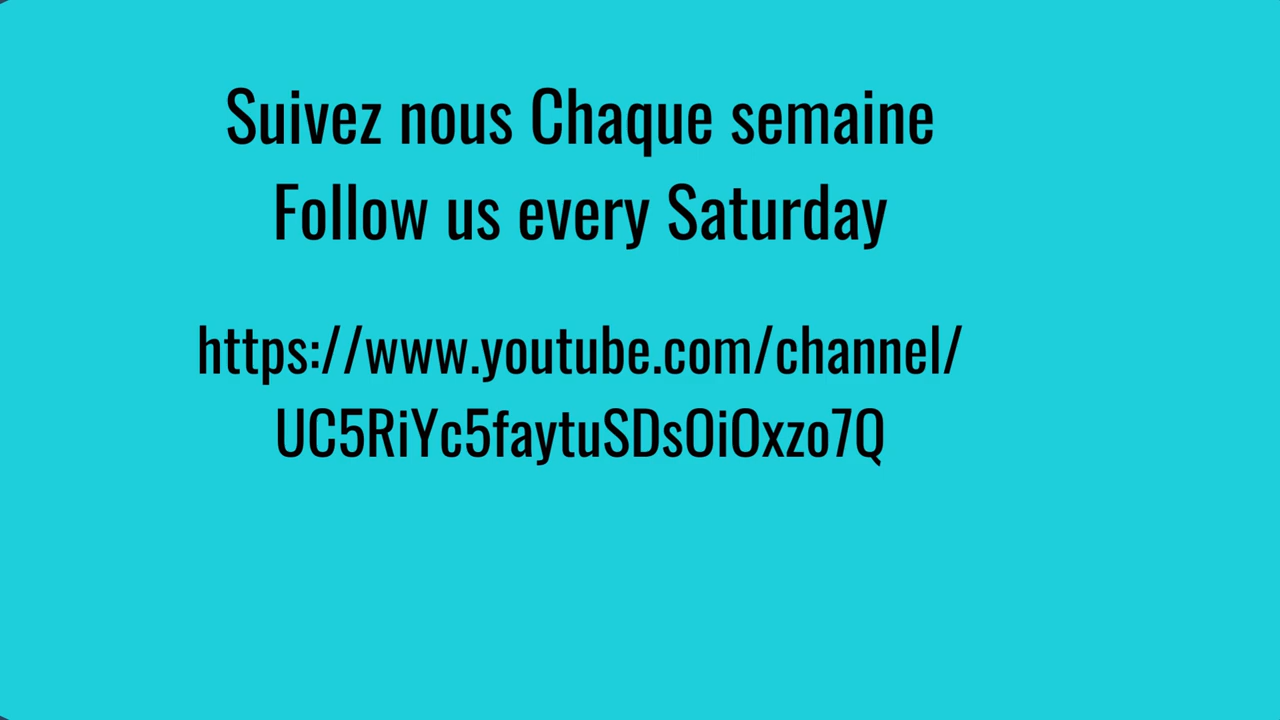 Suivez nous Chaque semaine
Follow us every Saturday
https://www.youtube.com/channel/
UC5RiYc5faytuSDsOiOxzo7Q